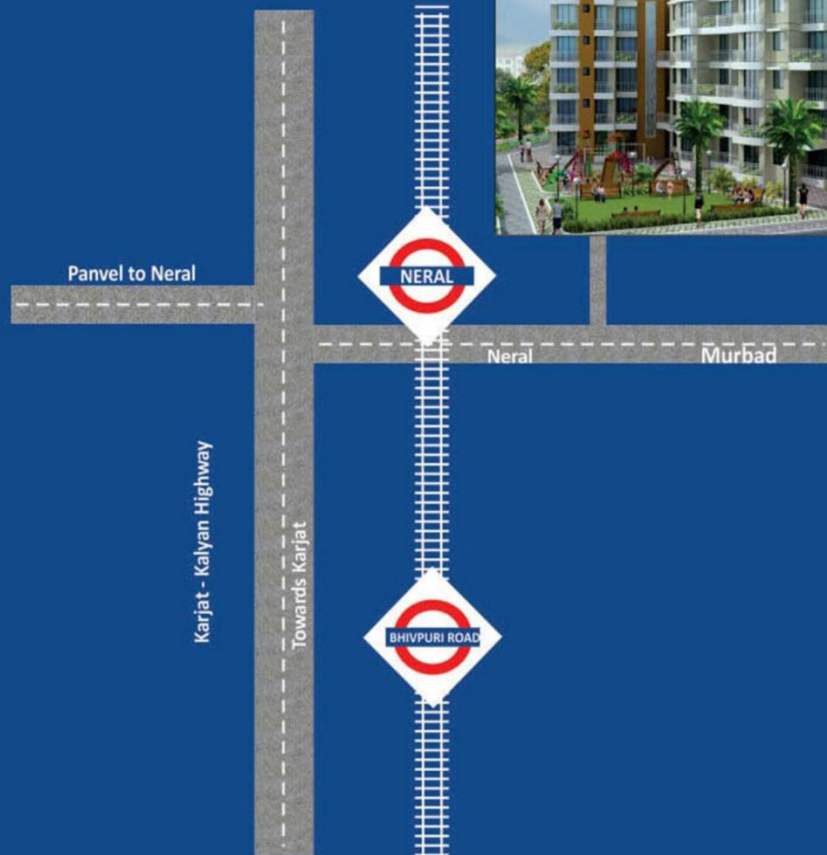 Panvel to Neral
NERAL
Neral
Murbad
Karjat - Kalyan Highway
Towards Karjat
BHIVPURI ROAD